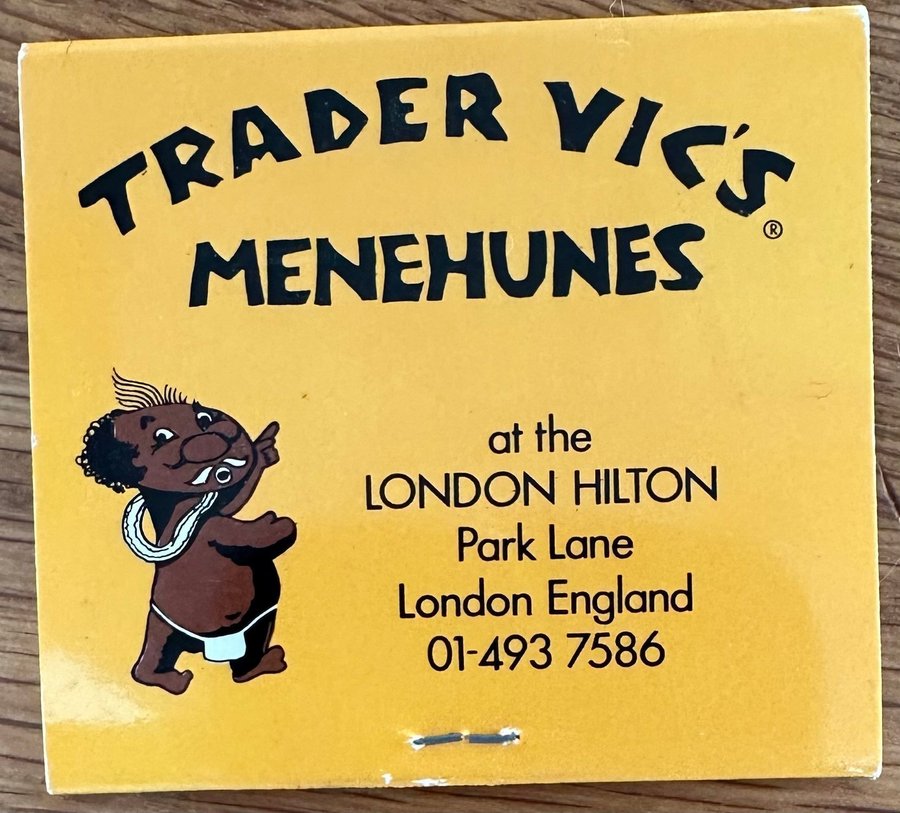 TRADER VIC'S ®
MENEHUNES
at the
LONDON HILTON
Park Lane
London England
01-493 7586